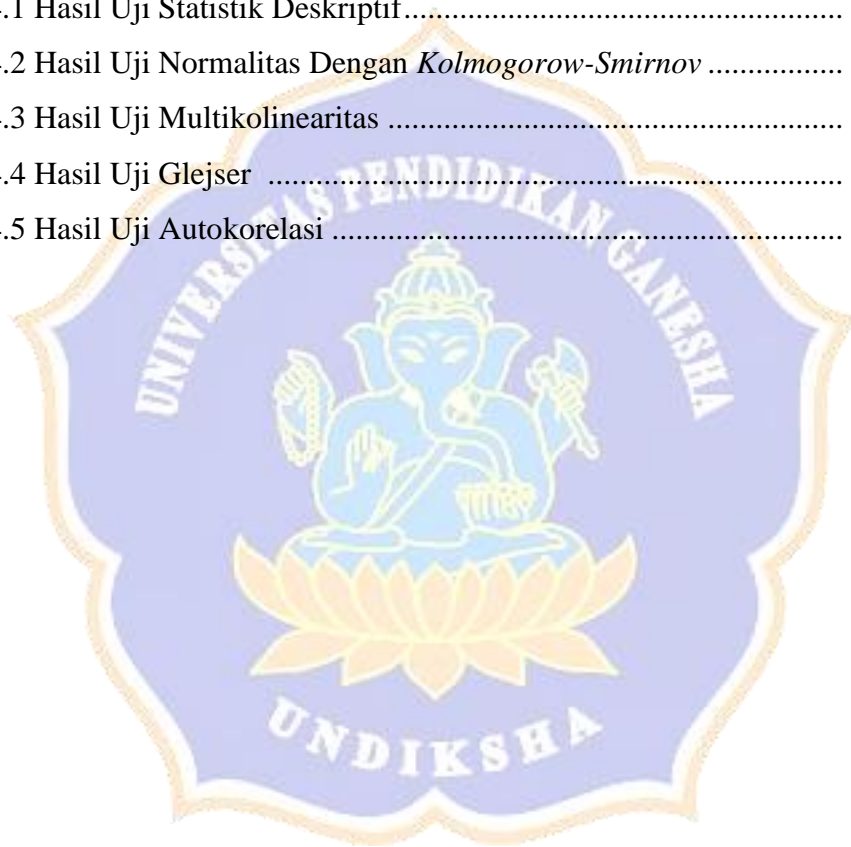 .1 Hasil Uji Statistik Deskriptif............................................................
.2 Hasil Uji Normalitas Dengan Kolmogorow-Smirnov ................
.3 Hasil Uji Multikolinearitas ..............................................................
.4 Hasil Uji Glejser ..............................................................................
.5 Hasil Uji Autokorelasi ......................................................................
UNIVERSITAS PENDIDIKAN GANESHA
UNDIKSHA